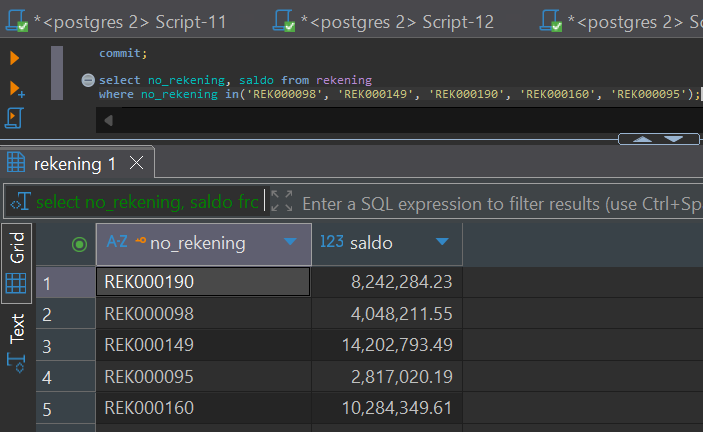 *<postgres 2> Script-11 *<postgres 2> Script-12 *<postgres 2> Sc
commit;
select no_rekening, saldo from rekening
where no_rekening in('REK000098', 'REK000149', 'REK000190', 'REK000160', 'REK000095');
rekening 1
select no_rekening, saldo frc Enter a SQL expression to filter results (use Ctrl+Sp
Grid
Text
A-Z no_rekening 123 saldo
1 REK000190 8,242,284.23
2 REK000098 4,048,211.55
3 REK000149 14,202,793.49
4 REK000095 2,817,020.19
5 REK000160 10,284,349.61